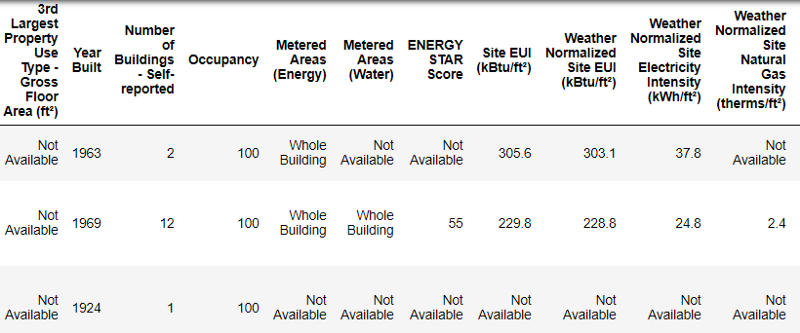 3rd Largest Property Use Type - Gross Floor Area (ft²) Year Built Number of Buildings - Self-reported Occupancy Metered Areas (Energy) Metered Areas (Water) ENERGY STAR Score Site EUI (kBtu/ft²) Weather Normalized Site EUI (kBtu/ft²) Weather Normalized Site Electricity Intensity (kWh/ft²) Weather Normalized Site Natural Gas Intensity (therms/ft²)
Not Available 1963 2 100 Whole Building Not Available Not Available 305.6 303.1 37.8 Not Available
Not Available 1969 12 100 Whole Building Whole Building 55 229.8 228.8 24.8 2.4
Not Available 1924 1 100 Not Available Not Available Not Available Not Available Not Available Not Available Not Available